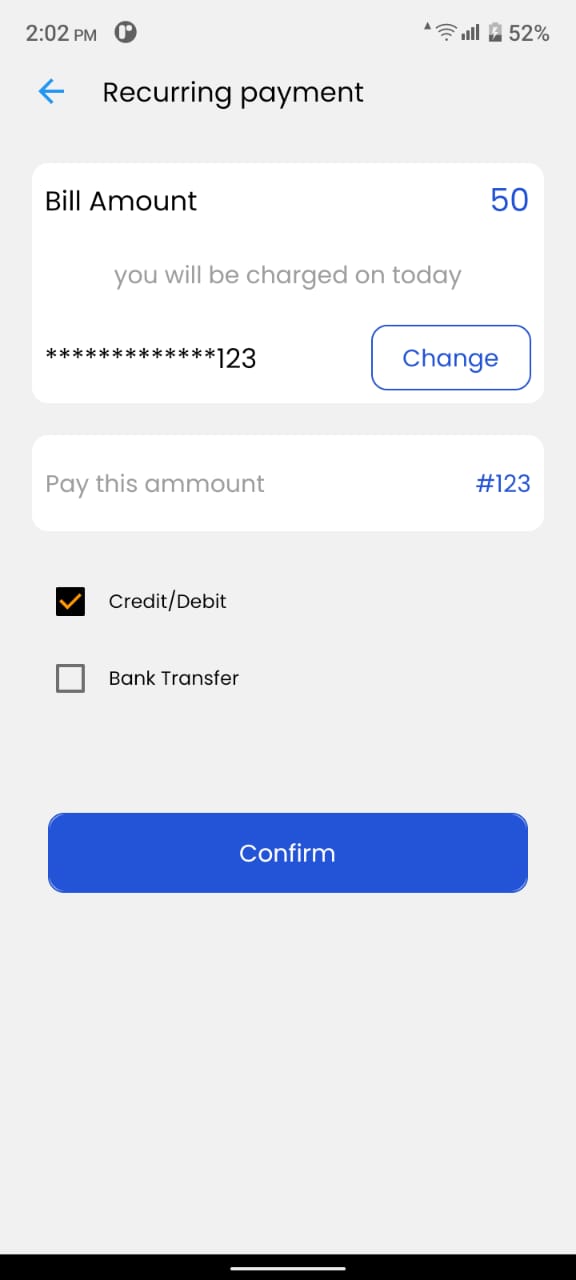 2:02 PM 52%
Recurring payment
Bill Amount 50
you will be charged on today
*************123 Change
Pay this ammount #123
Credit/Debit
Bank Transfer
Confirm